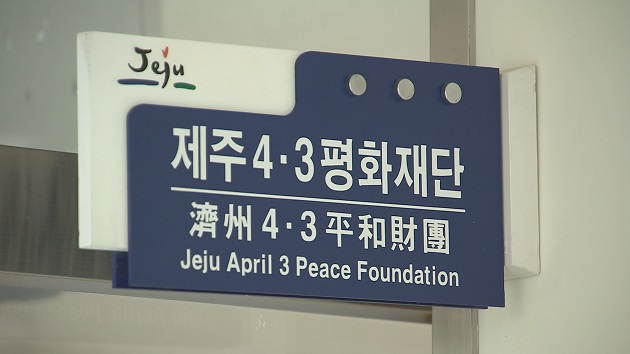 Jeju
제주4·3평화재단
濟州4·3平和財團
Jeju April 3 Peace Foundation